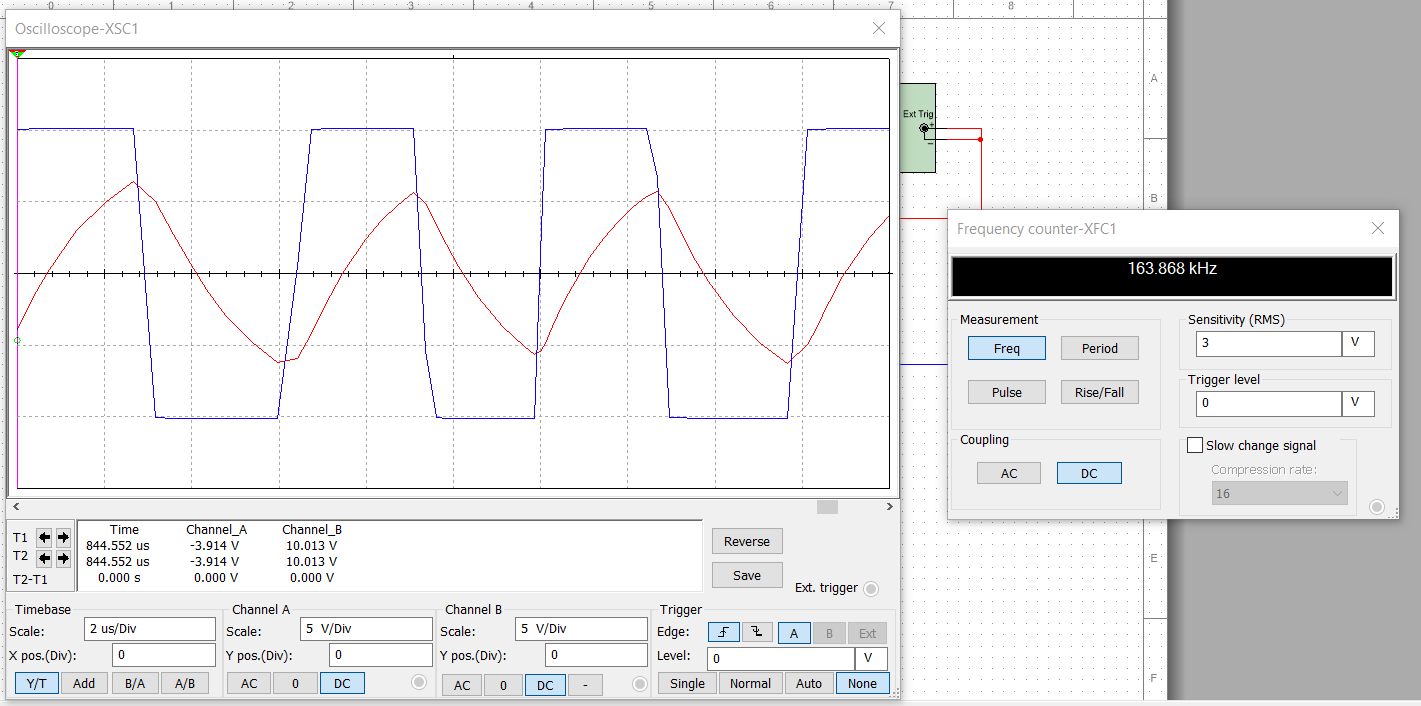 0 1 2 3 4 5 6 7 8
Oscilloscope-XSC1
A
Ext Trig
+
−
B
Frequency counter-XFC1
163.868 kHz
Measurement
Sensitivity (RMS)
Freq Period
3 V
Trigger level
Pulse Rise/Fall
0 V
Coupling
Slow change signal
AC DC
Compression rate:
16
E
F
Time Channel_A Channel_B
T1 844.552 us -3.914 V 10.013 V
T2 844.552 us -3.914 V 10.013 V
T2-T1 0.000 s 0.000 V 0.000 V
Reverse
Save
Ext. trigger
Timebase
Scale: 2 us/Div
X pos.(Div): 0
Y/T Add B/A A/B
Channel A
Scale: 5 V/Div
Y pos.(Div): 0
AC 0 DC
Channel B
Scale: 5 V/Div
Y pos.(Div): 0
AC 0 DC -
Trigger
Edge: A B Ext
Level: 0 V
Single Normal Auto None